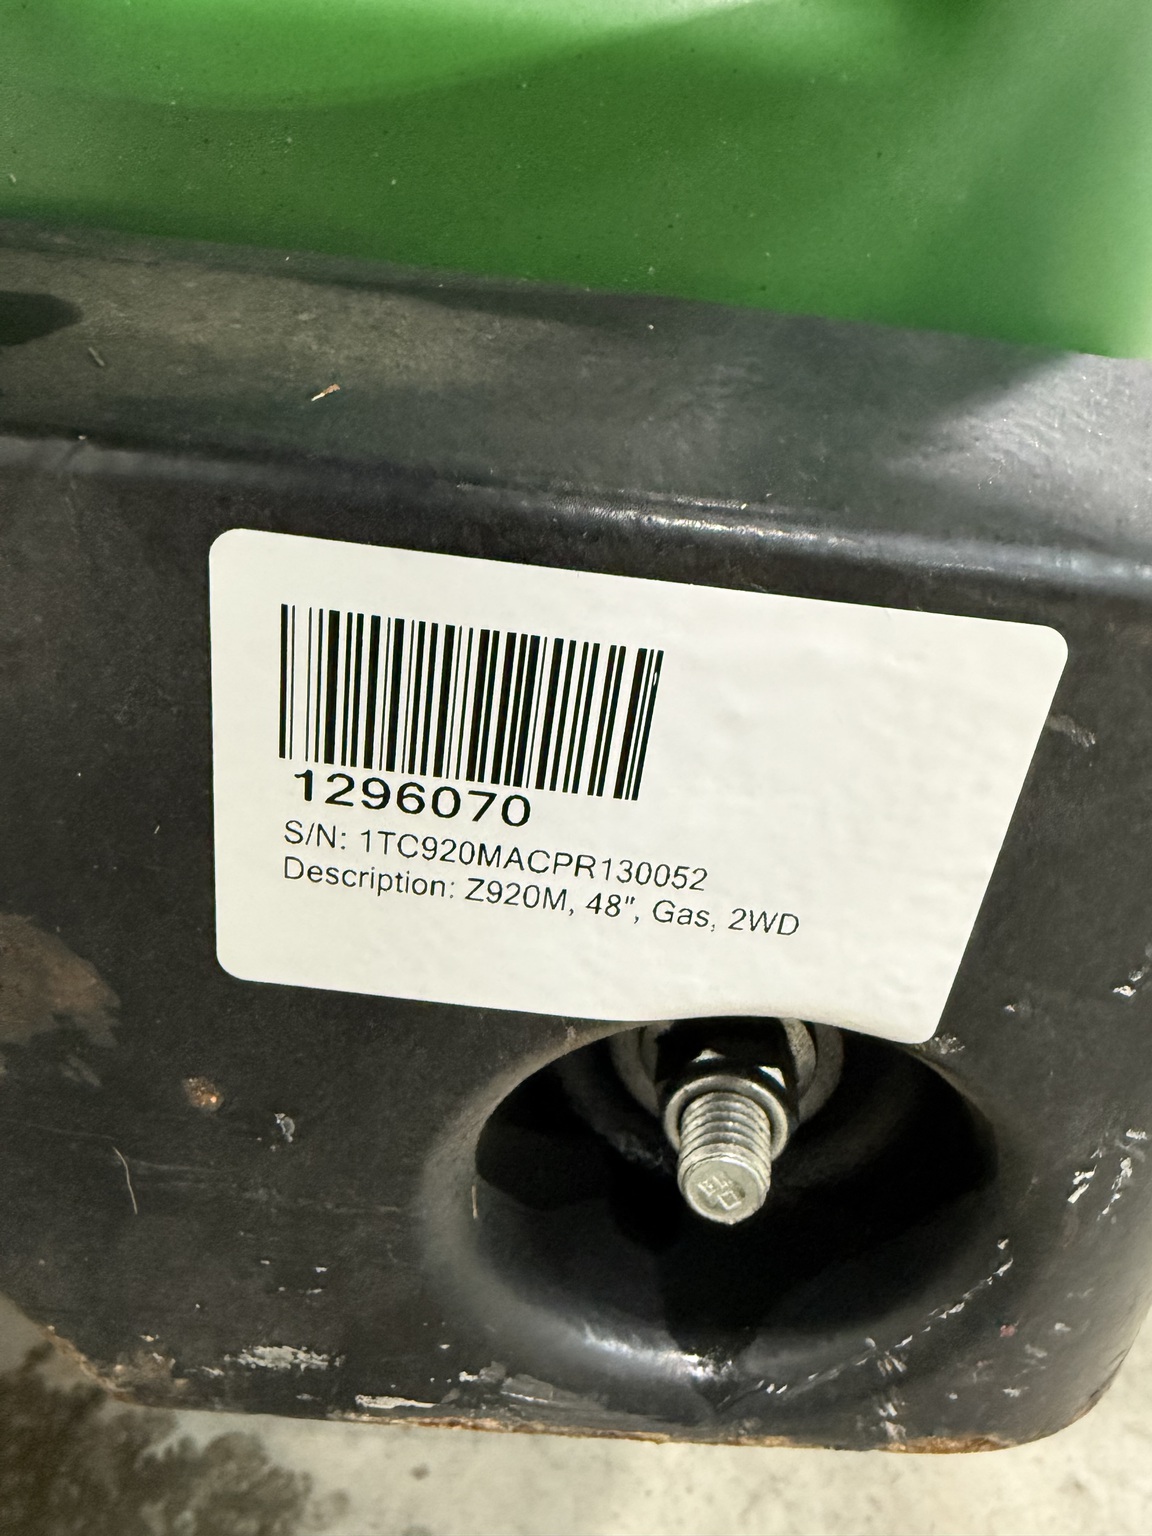 1296070
S/N: 1TC920MACPR130052
Description: Z920M, 48", Gas, 2WD